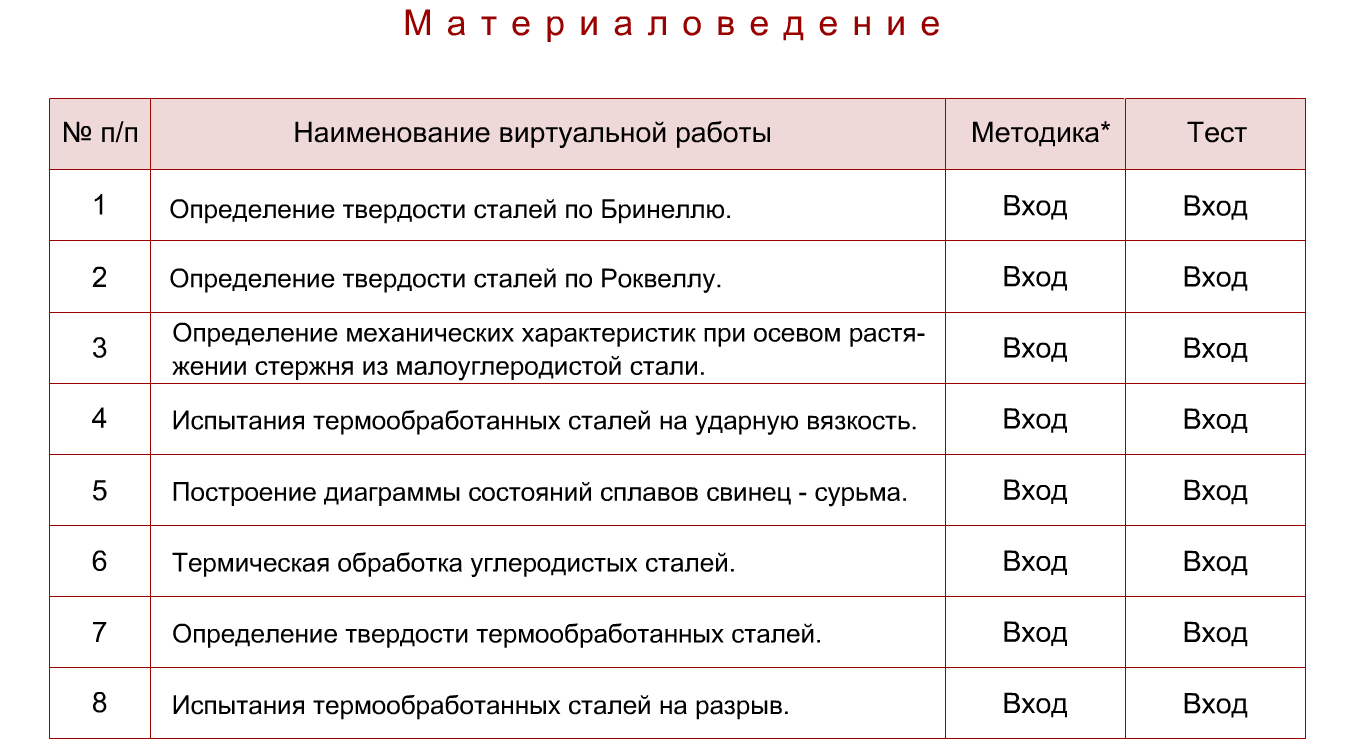 Материаловедение
№ п/п Наименование виртуальной работы Методика* Тест
1 Определение твердости сталей по Бринеллю. Вход Вход
2 Определение твердости сталей по Роквеллу. Вход Вход
3 Определение механических характеристик при осевом растя-
жении стержня из малоуглеродистой стали. Вход Вход
4 Испытания термообработанных сталей на ударную вязкость. Вход Вход
5 Построение диаграммы состояний сплавов свинец - сурьма. Вход Вход
6 Термическая обработка углеродистых сталей. Вход Вход
7 Определение твердости термообработанных сталей. Вход Вход
8 Испытания термообработанных сталей на разрыв. Вход Вход